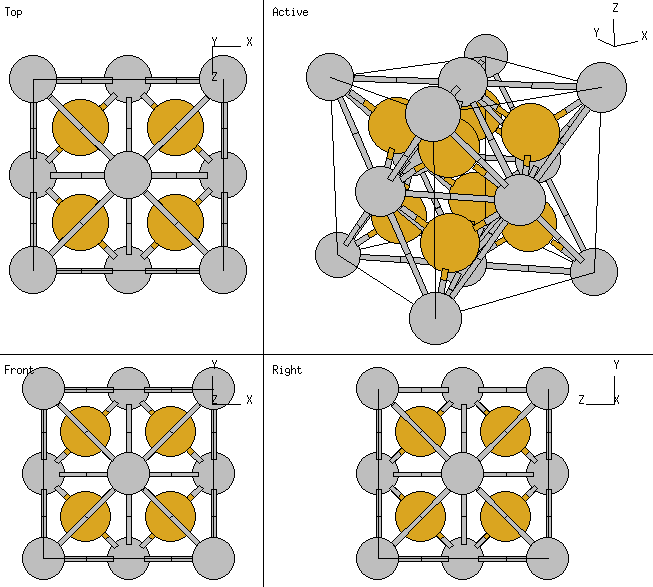 Top
Y X
Z
Active
Z
Y X
Front
Y
Z X
Right
Y
Z X